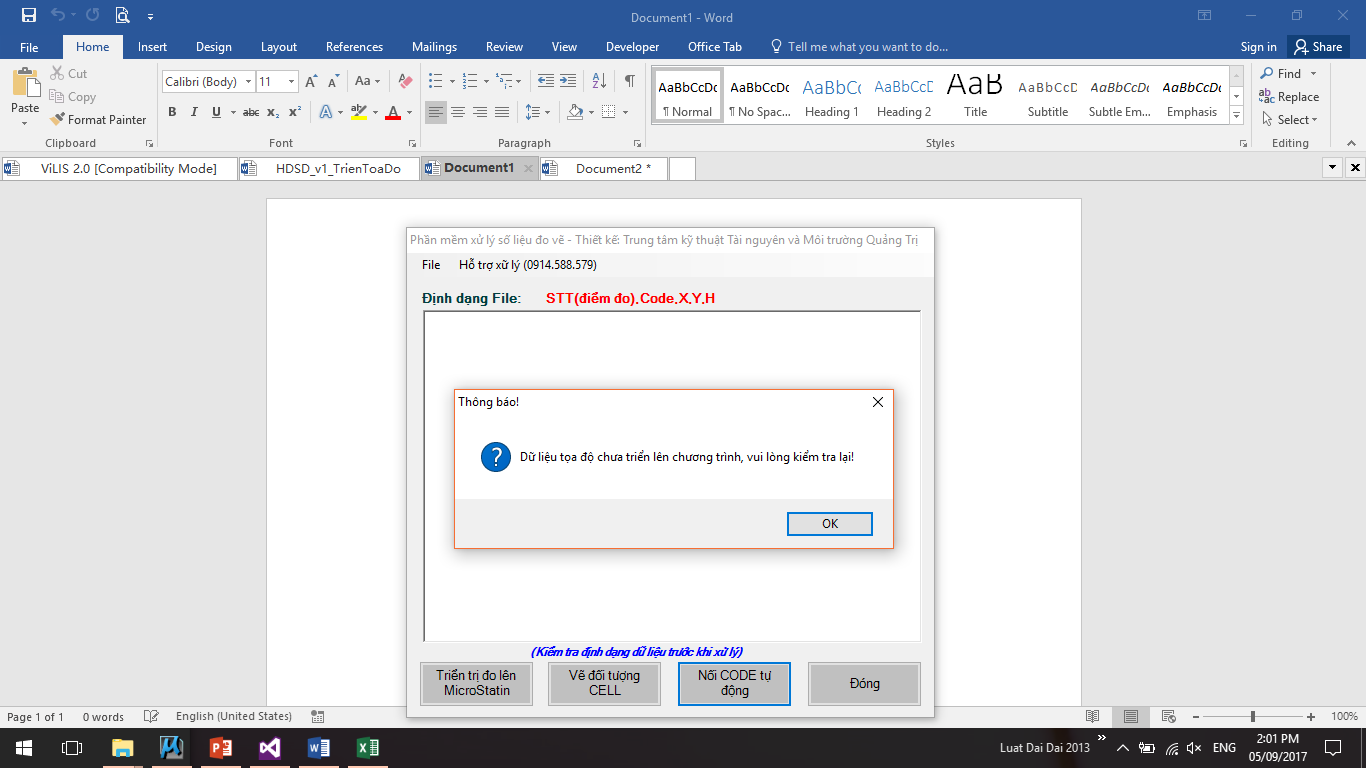 Document1 - Word
File Home Insert Design Layout References Mailings Review View Developer Office Tab Tell me what you want to do... Sign in Share
Paste
Cut
Copy
Format Painter
Clipboard
Calibri (Body) 11
Font
Paragraph
AaBbCcDc AaBbCcDc AaBbCc AaBbCcD AaB AaBbCcD AaBbCcDc AaBbCcDc
¶ Normal ¶ No Spac... Heading 1 Heading 2 Title Subtitle Subtle Em... Emphasis
Styles
Find
Replace
Select
Editing
ViLIS 2.0 [Compatibility Mode] HDSD_v1_TrienToaDo Document1 Document2 *
Phần mềm xử lý số liệu đo vẽ - Thiết kế: Trung tâm kỹ thuật Tài nguyên và Môi trường Quảng Trị
File Hỗ trợ xữ lý (0914.588.579)
Định dạng File: STT(điểm đo),Code,X,Y,H
Thông báo!
Dữ liệu tọa độ chưa triển lên chương trình, vui lòng kiểm tra lại!
OK
(Kiểm tra định dạng dữ liệu trước khi xử lý)
Triển trị đo lên MicroStatin
Vẽ đối tượng CELL
Nối CODE tự động
Đóng
Page 1 of 1 0 words English (United States) 100%
Luat Dai Dai 2013 ENG 2:01 PM
05/09/2017